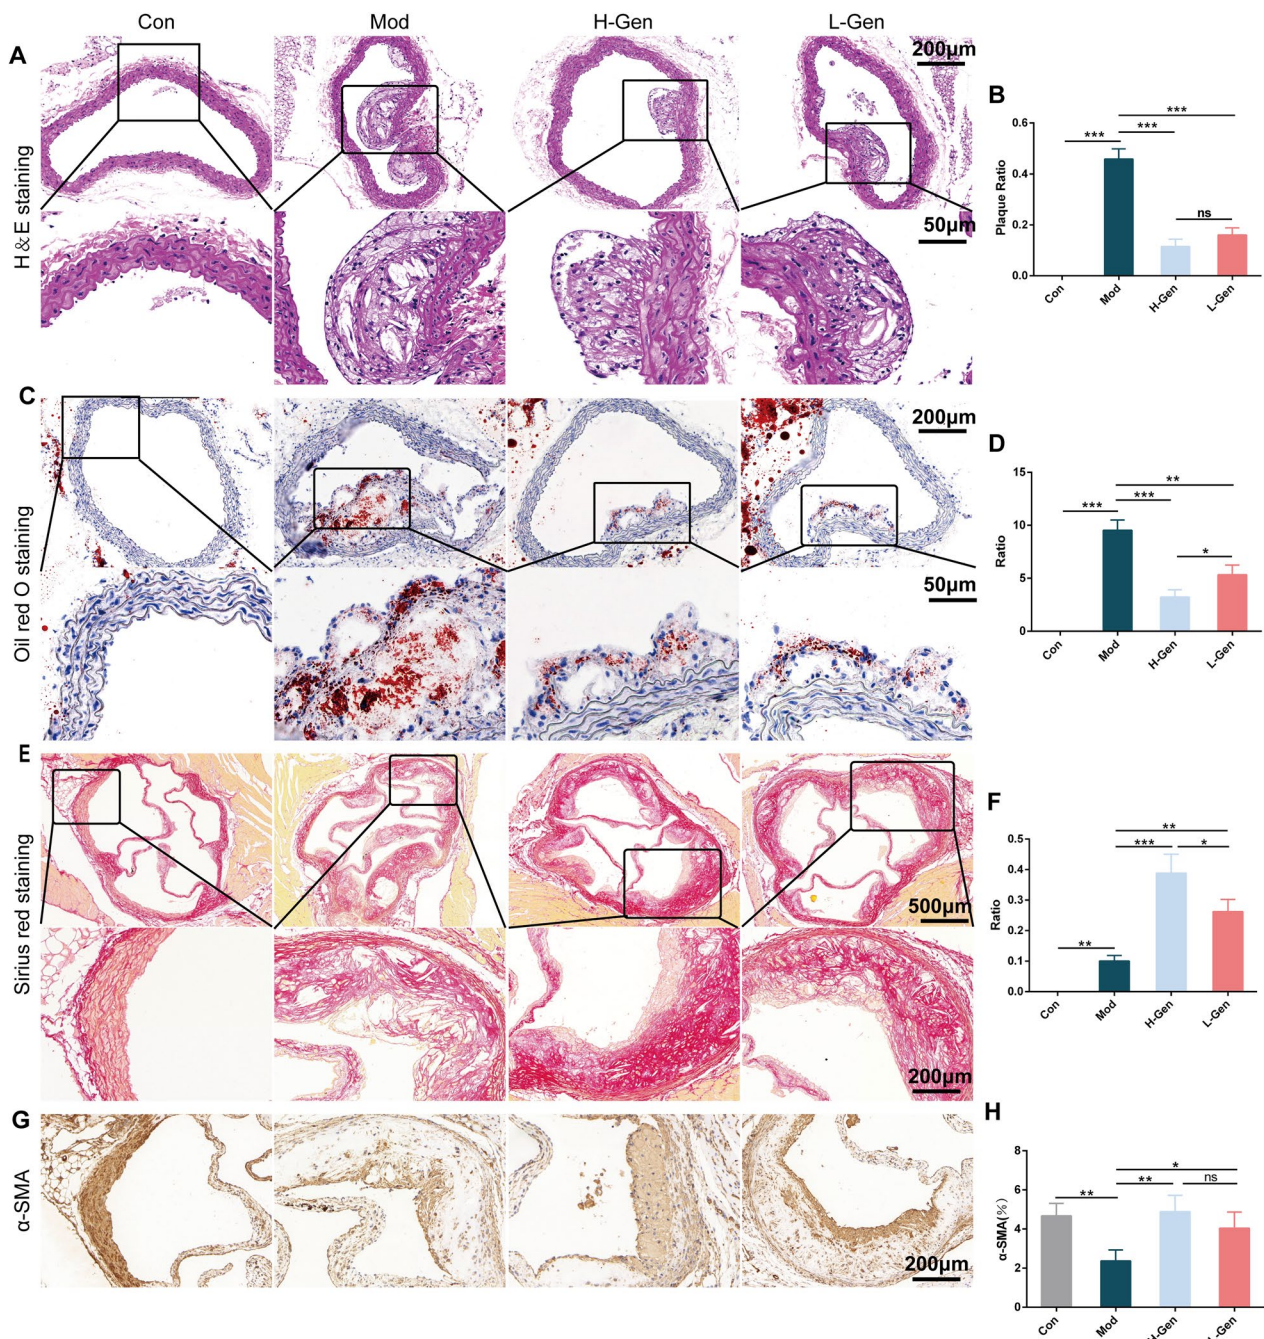 Con Mod H-Gen L-Gen
A
H&E staining
200μm
50μm
B
Plaque Ratio
0.6
0.4
0.2
0.0
***
*** ***
ns
Con Mod H-Gen L-Gen
C
Oil red O staining
200μm
50μm
D
Ratio
15
10
5
0
**
*** ***
*
Con Mod H-Gen L-Gen
E
Sirius red staining
500μm
200μm
F
Ratio
0.5
0.4
0.3
0.2
0.1
0.0
**
*** *
**
Con Mod H-Gen L-Gen
G
α-SMA
200μm
H
α-SMA(%)
8
6
4
2
0
*
** ns
**
Con Mod H-Gen L-Gen